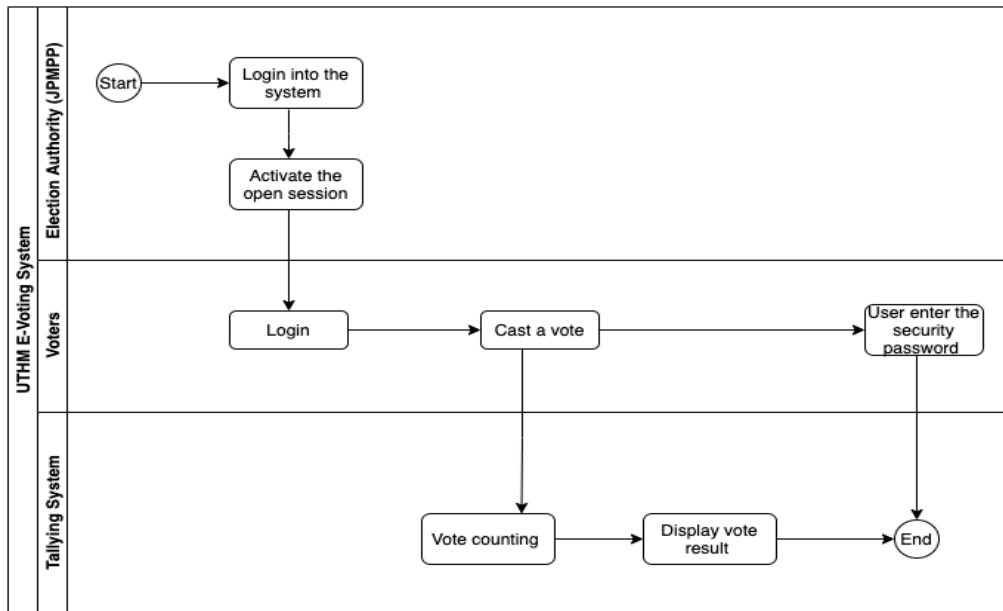 UTHM E-Voting System
Election Authority (JPMPP)
Start
Login into the
system
Activate the
open session
Voters
Login
Cast a vote
User enter the
security
password
Tallying System
Vote counting
Display vote
result
End